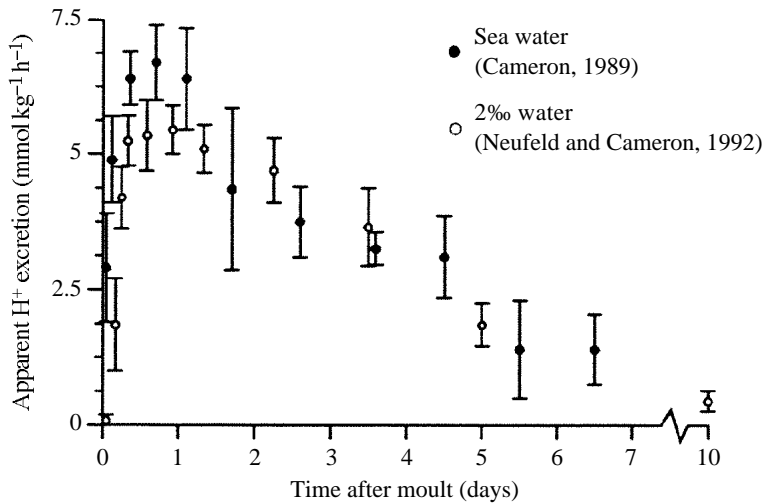 7.5
5
2.5
0
Apparent H⁺ excretion (mmol kg⁻¹ h⁻¹)
Sea water
(Cameron, 1989)
2‰ water
(Neufeld and Cameron, 1992)
0 1 2 3 4 5 6 7 10
Time after moult (days)